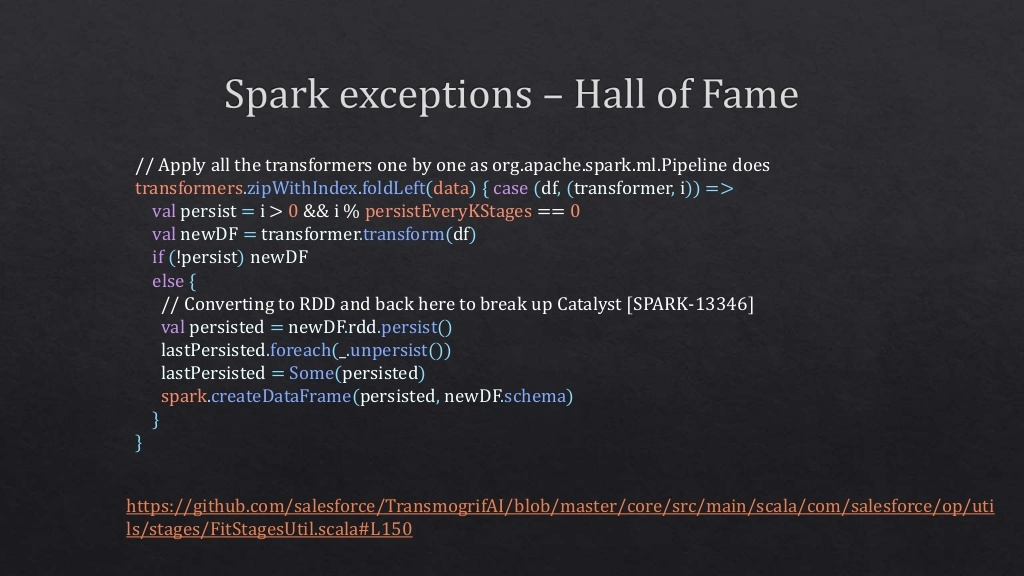 Spark exceptions – Hall of Fame
// Apply all the transformers one by one as org.apache.spark.ml.Pipeline does
transformers.zipWithIndex.foldLeft(data) { case (df, (transformer, i)) =>
val persist = i > 0 && i % persistEveryKStages == 0
val newDF = transformer.transform(df)
if (!persist) newDF
else {
// Converting to RDD and back here to break up Catalyst [SPARK-13346]
val persisted = newDF.rdd.persist()
lastPersisted.foreach(_.unpersist())
lastPersisted = Some(persisted)
spark.createDataFrame(persisted, newDF.schema)
}
}
https://github.com/salesforce/TransmogrifAI/blob/master/core/src/main/scala/com/salesforce/op/uti
ls/stages/FitStagesUtil.scala#L150